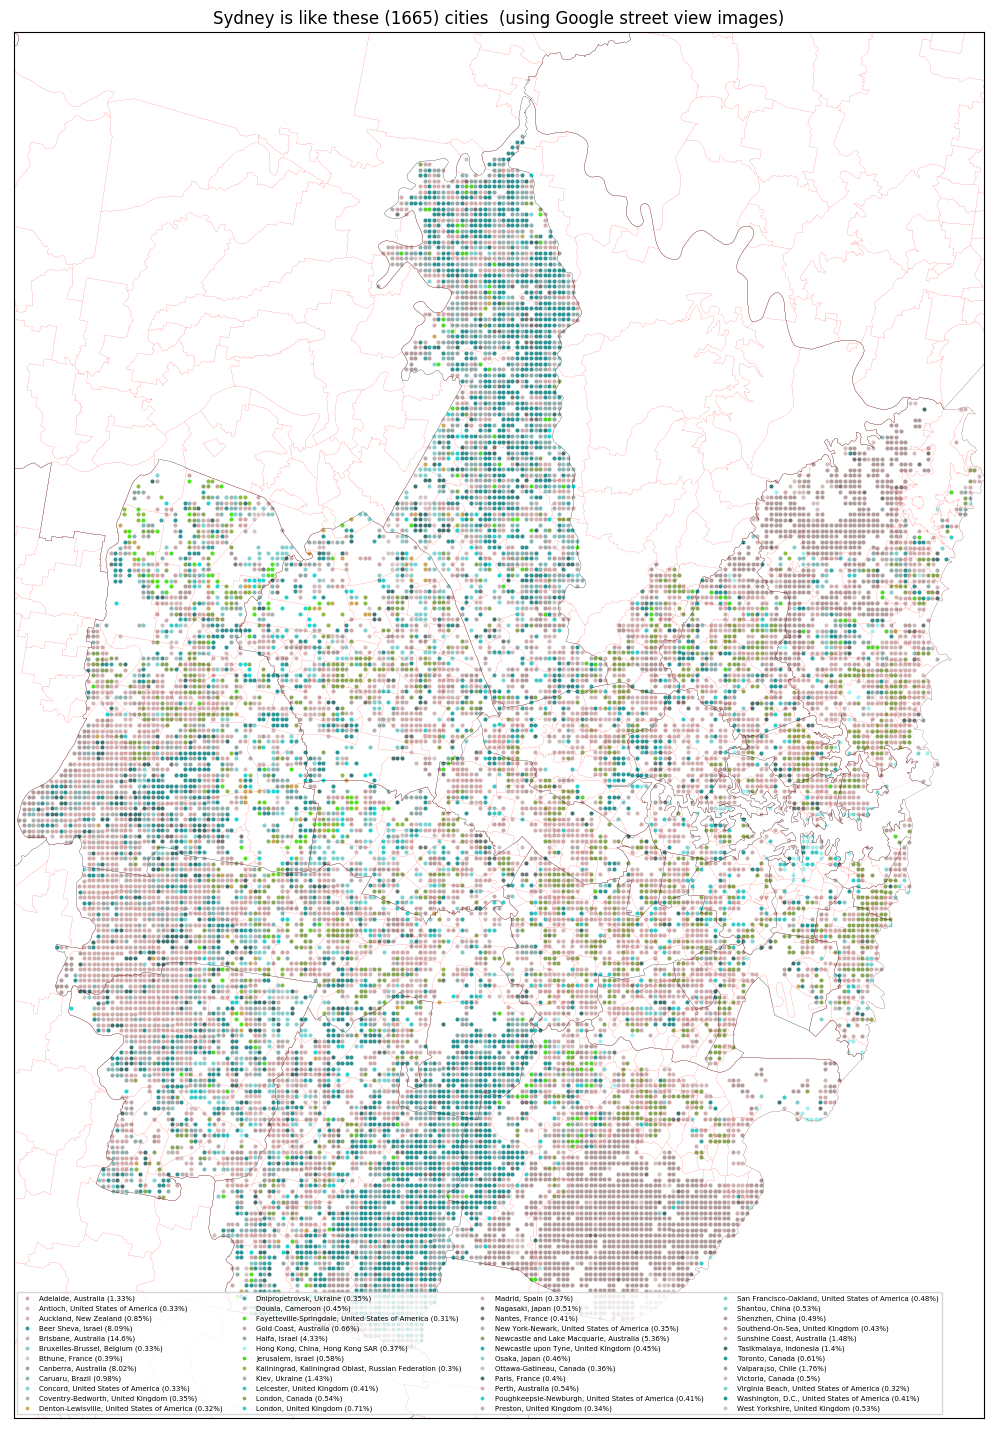 Sydney is like these (1665) cities  (using Google street view images)
Adelaide, Australia (1.33%)
Antioch, United States of America (0.33%)
Auckland, New Zealand (0.85%)
Beer Sheva, Israel (8.09%)
Brisbane, Australia (14.6%)
Bruxelles-Brussel, Belgium (0.33%)
Bthune, France (0.39%)
Canberra, Australia (8.02%)
Caruaru, Brazil (0.98%)
Concord, United States of America (0.33%)
Coventry-Bedworth, United Kingdom (0.35%)
Denton-Lewisville, United States of America (0.32%)
Dnipropetrovsk, Ukraine (0.35%)
Douala, Cameroon (0.45%)
Fayetteville-Springdale, United States of America (0.31%)
Gold Coast, Australia (0.66%)
Haifa, Israel (4.33%)
Hong Kong, China, Hong Kong SAR (0.37%)
Jerusalem, Israel (0.58%)
Kaliningrad, Kaliningrad Oblast, Russian Federation (0.3%)
Kiev, Ukraine (1.43%)
Leicester, United Kingdom (0.41%)
London, Canada (0.54%)
London, United Kingdom (0.71%)
Madrid, Spain (0.37%)
Nagasaki, Japan (0.51%)
Nantes, France (0.41%)
New York-Newark, United States of America (0.35%)
Newcastle and Lake Macquarie, Australia (5.36%)
Newcastle upon Tyne, United Kingdom (0.45%)
Osaka, Japan (0.46%)
Ottawa-Gatineau, Canada (0.36%)
Paris, France (0.4%)
Perth, Australia (0.54%)
Poughkeepsie-Newburgh, United States of America (0.41%)
Preston, United Kingdom (0.34%)
San Francisco-Oakland, United States of America (0.48%)
Shantou, China (0.53%)
Shenzhen, China (0.49%)
Southend-On-Sea, United Kingdom (0.43%)
Sunshine Coast, Australia (1.48%)
Tasikmalaya, Indonesia (1.4%)
Toronto, Canada (0.61%)
Valpara¡so, Chile (1.76%)
Victoria, Canada (0.5%)
Virginia Beach, United States of America (0.32%)
Washington, D.C., United States of America (0.41%)
West Yorkshire, United Kingdom (0.53%)